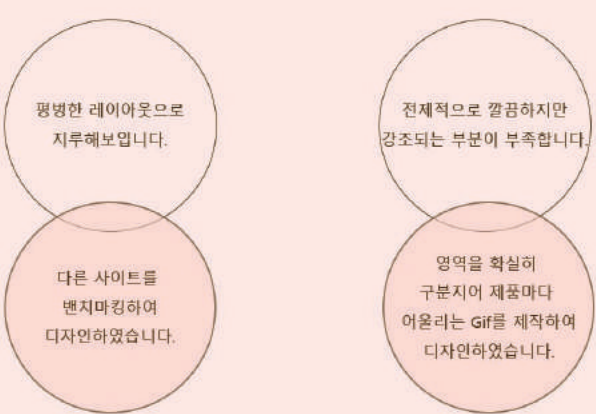 평범한 레이아웃으로
지루해보입니다.
다른 사이트를
밴치마킹하여
디자인하였습니다.
전제적으로 깔끔하지만
강조되는 부분이 부족합니다.
영역을 확실히
구분지어 제품마다
어울리는 Gif를 제작하여
디자인하였습니다.